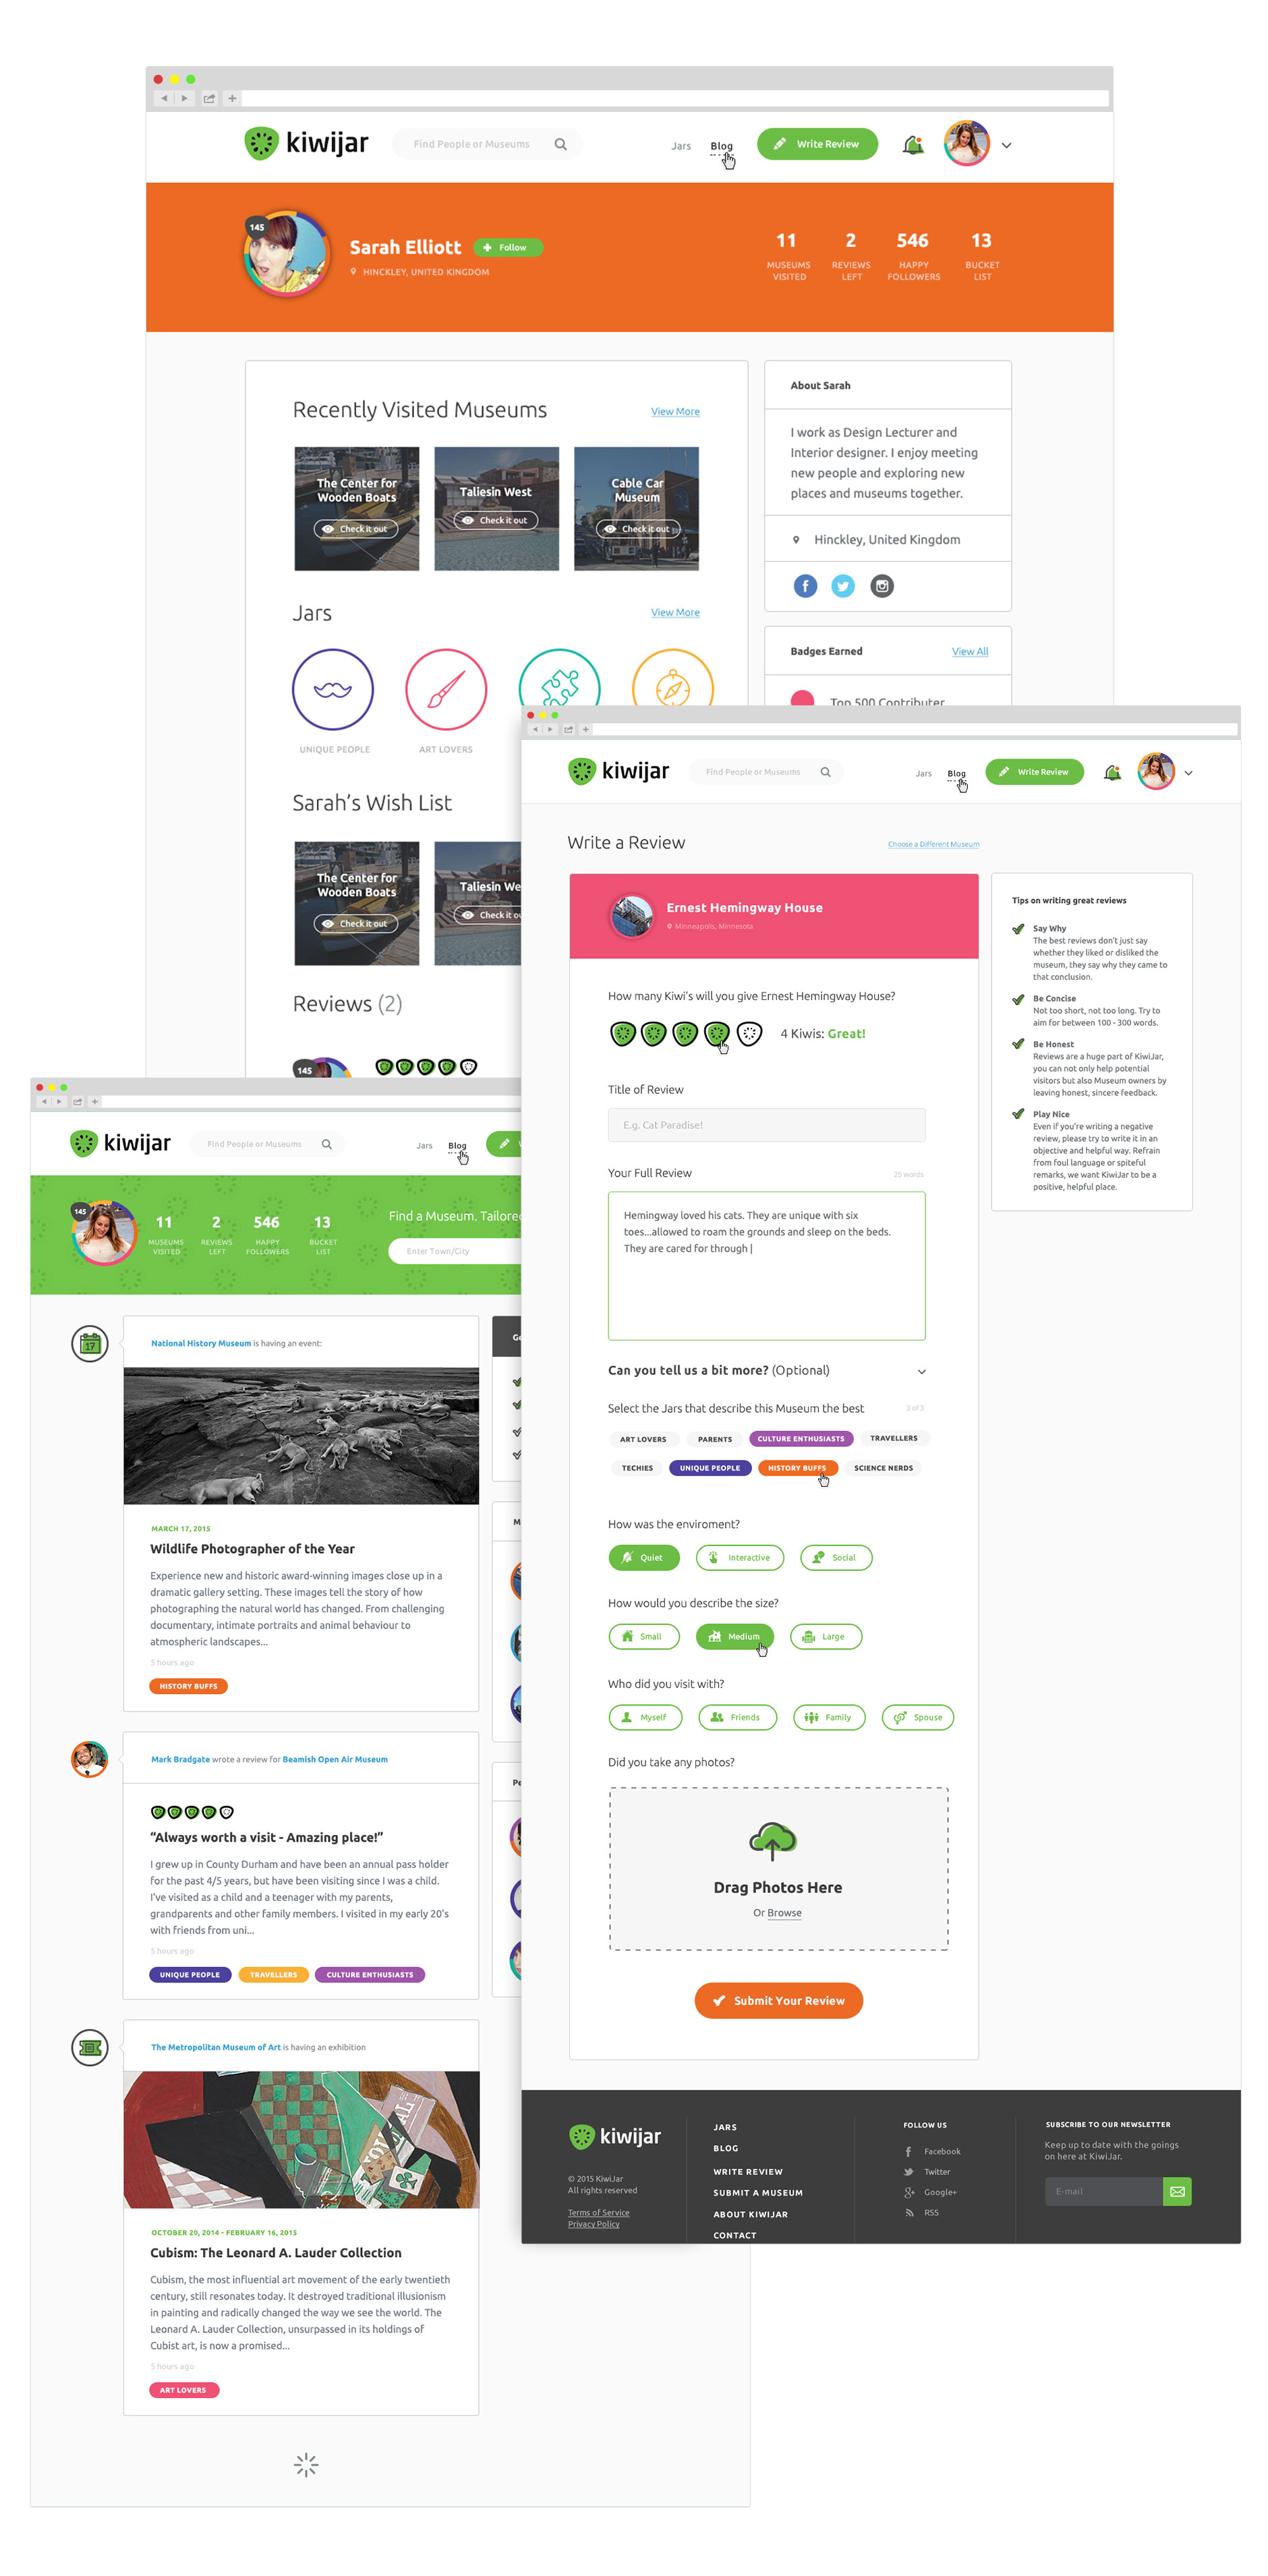 kiwijar
Find People or Museums
Jars
Blog
Write Review
145
Sarah Elliott
Follow
HINCKLEY, UNITED KINGDOM
11
MUSEUMS
VISITED
2
REVIEWS
LEFT
546
HAPPY
FOLLOWERS
13
BUCKET
LIST
Recently Visited Museums
View More
The Center for
Wooden Boats
Check it out
Taliesin West
Check it out
Cable Car
Museum
Check it out
Jars
View More
UNIQUE PEOPLE
ART LOVERS
Sarah's Wish List
The Center for
Wooden Boats
Check it out
Taliesin We
Check it ou
Reviews (2)
145
About Sarah
I work as Design Lecturer and
Interior designer. I enjoy meeting
new people and exploring new
places and museums together.
Hinckley, United Kingdom
Badges Earned
View All
Top 500 Contributer
kiwijar
Find People or Museums
Jars
Blog
Write Review
Write a Review
Choose a Different Museum
Ernest Hemingway House
Minneapolis, Minnesota
How many Kiwi's will you give Ernest Hemingway House?
4 Kiwis: Great!
Title of Review
E.g. Cat Paradise!
Your Full Review
25 words
Hemingway loved his cats. They are unique with six
toes...allowed to roam the grounds and sleep on the beds.
They are cared for through |
Can you tell us a bit more? (Optional)
Select the Jars that describe this Museum the best
3 of 3
ART LOVERS
PARENTS
CULTURE ENTHUSIASTS
TRAVELLERS
TECHIES
UNIQUE PEOPLE
HISTORY BUFFS
SCIENCE NERDS
How was the enviroment?
Quiet
Interactive
Social
How would you describe the size?
Small
Medium
Large
Who did you visit with?
Myself
Friends
Family
Spouse
Did you take any photos?
Drag Photos Here
Or Browse
Submit Your Review
Tips on writing great reviews
Say Why
The best reviews don't just say
whether they liked or disliked the
museum, they say why they came to
that conclusion.
Be Concise
Not too short, not too long. Try to
aim for between 100 - 300 words.
Be Honest
Reviews are a huge part of KiwiJar,
you can not only help potential
visitors but also Museum owners by
leaving honest, sincere feedback.
Play Nice
Even if you're writing a negative
review, please try to write it in an
objective and helpful way. Refrain
from foul language or spiteful
remarks, we want KiwiJar to be a
positive, helpful place.
kiwijar
© 2015 KiwiJar
All rights reserved
Terms of Service
Privacy Policy
JARS
BLOG
WRITE REVIEW
SUBMIT A MUSEUM
ABOUT KIWIJAR
CONTACT
FOLLOW US
Facebook
Twitter
Google+
RSS
SUBSCRIBE TO OUR NEWSLETTER
Keep up to date with the goings
on here at KiwiJar.
E-mail
kiwijar
Find People or Museums
Jars
Blog
145
11
MUSEUMS
VISITED
2
REVIEWS
LEFT
546
HAPPY
FOLLOWERS
13
BUCKET
LIST
Find a Museum. Tailored
Enter Town/City
17
National History Museum is having an event:
MARCH 17, 2015
Wildlife Photographer of the Year
Experience new and historic award-winning images close up in a
dramatic gallery setting. These images tell the story of how
photographing the natural world has changed. From challenging
documentary, intimate portraits and animal behaviour to
atmospheric landscapes...
5 hours ago
HISTORY BUFFS
Mark Bradgate wrote a review for Beamish Open Air Museum
“Always worth a visit - Amazing place!”
I grew up in County Durham and have been an annual pass holder
for the past 4/5 years, but have been visiting since I was a child.
I've visited as a child and a teenager with my parents,
grandparents and other family members. I visited in my early 20's
with friends from uni...
5 hours ago
UNIQUE PEOPLE
TRAVELLERS
CULTURE ENTHUSIASTS
The Metropolitan Museum of Art is having an exhibition
OCTOBER 20, 2014 - FEBRUARY 16, 2015
Cubism: The Leonard A. Lauder Collection
Cubism, the most influential art movement of the early twentieth
century, still resonates today. It destroyed traditional illusionism
in painting and radically changed the way we see the world. The
Leonard A. Lauder Collection, unsurpassed in its holdings of
Cubist art, is now a promised...
5 hours ago
ART LOVERS